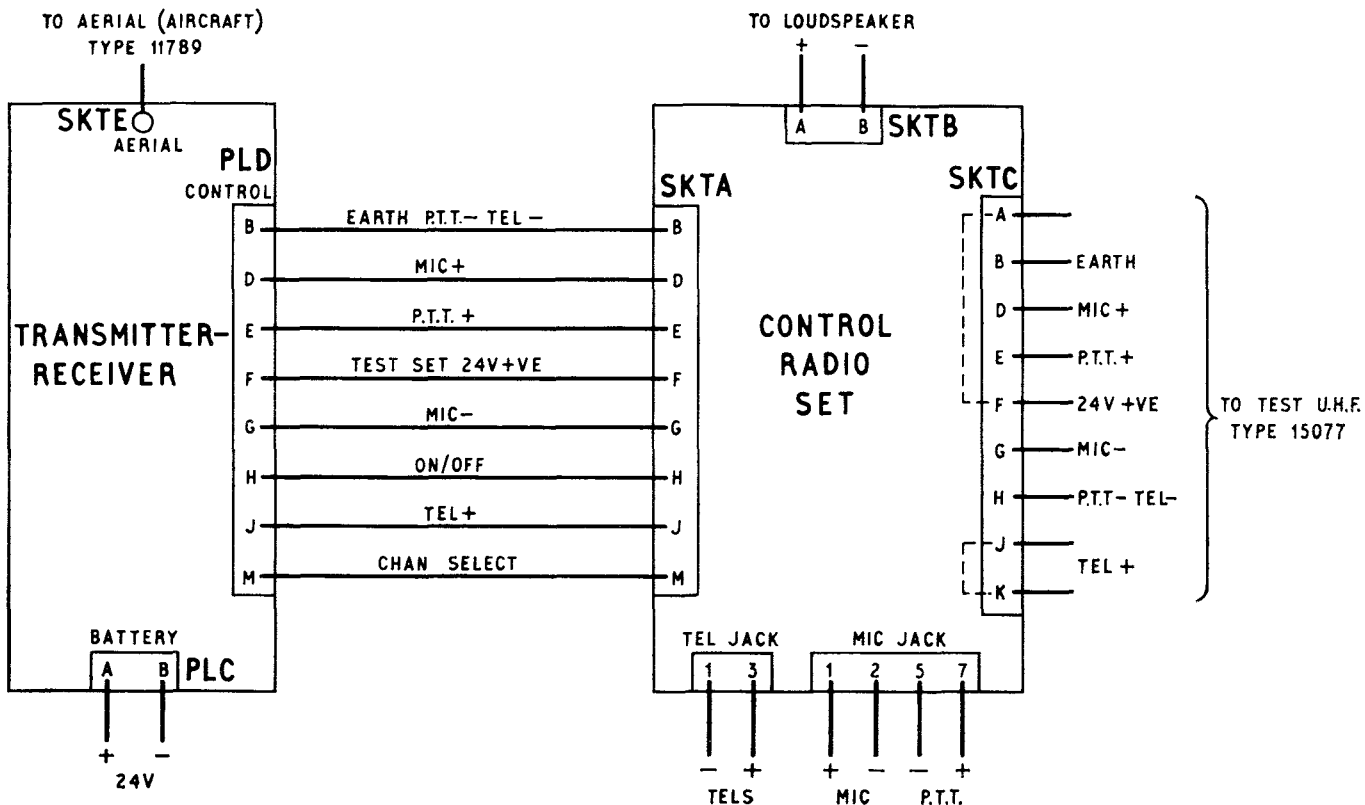 TO AERIAL (AIRCRAFT)
TYPE 11789
TO LOUDSPEAKER
+ −
SKTE
AERIAL
A B
SKTB
PLD
CONTROL
SKTA
SKTC
B EARTH P.T.T.− TEL − B
D MIC+ D
E P.T.T.+ E
F TEST SET 24V+VE F
G MIC− G
H ON/OFF H
J TEL+ J
M CHAN SELECT M
TRANSMITTER-
RECEIVER
CONTROL
RADIO
SET
A
B EARTH
D MIC+
E P.T.T.+
F 24V +VE
G MIC−
H P.T.T− TEL−
J
TEL +
K
TO TEST U.H.F.
TYPE 15077
BATTERY
A B
PLC
+ −
24V
TEL JACK
1 3
− +
TELS
MIC JACK
1 2 5 7
+ − − +
MIC P.T.T.